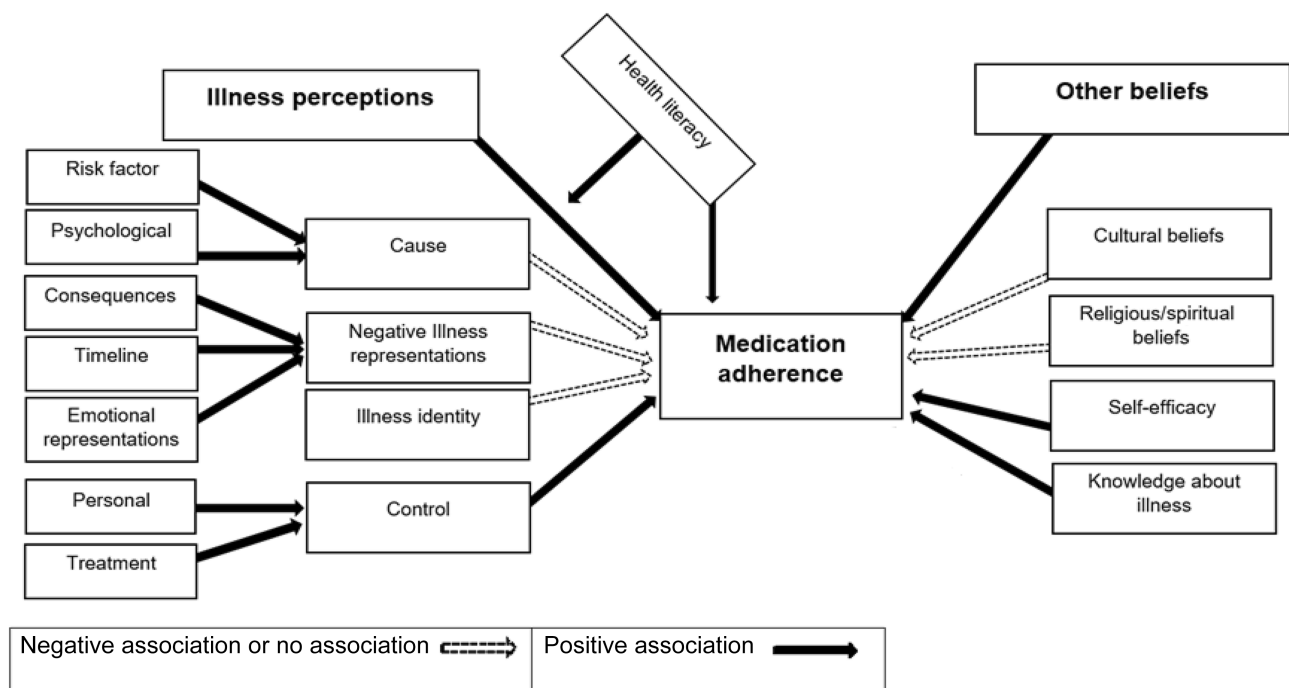 Illness perceptions
Health literacy
Other beliefs
Risk factor
Psychological
Consequences
Timeline
Emotional
representations
Personal
Treatment
Cause
Negative Illness
representations
Illness identity
Control
Medication
adherence
Cultural beliefs
Religious/spiritual
beliefs
Self-efficacy
Knowledge about
illness
Negative association or no association
Positive association